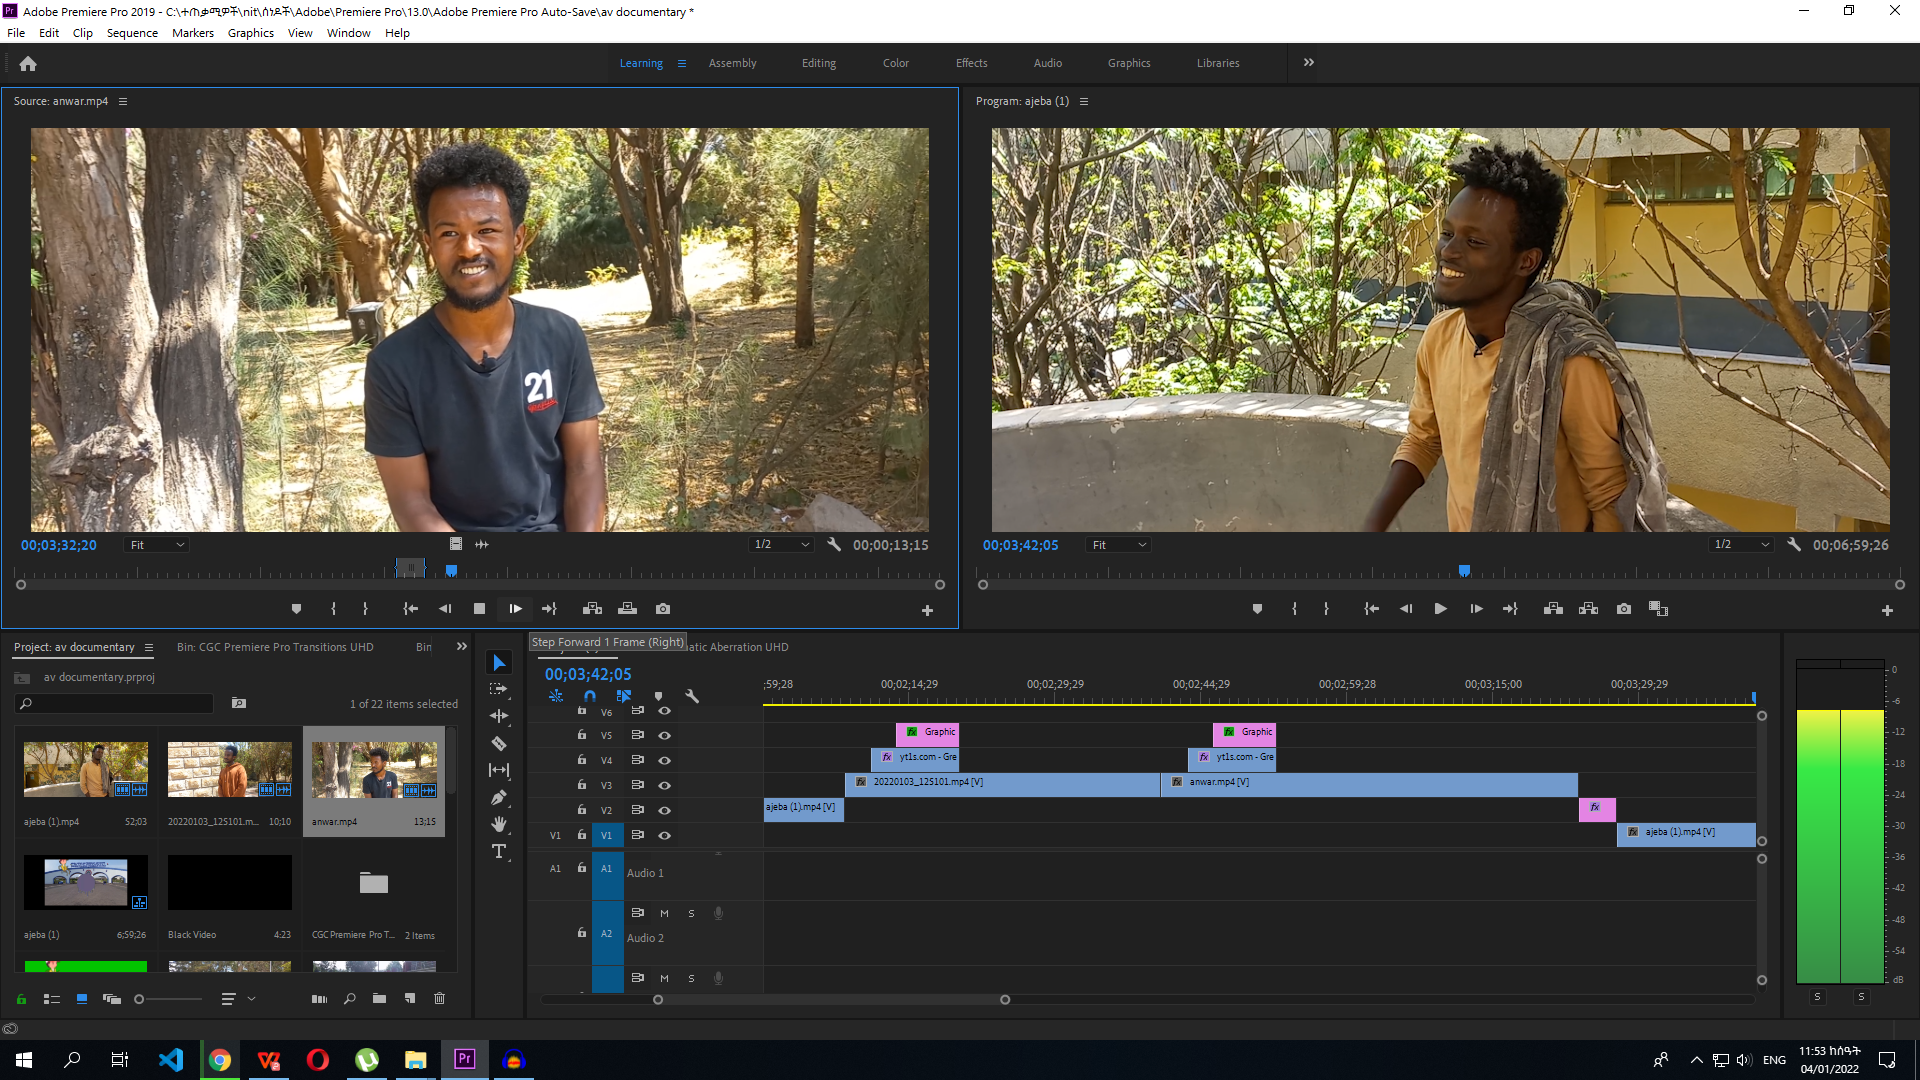 Adobe Premiere Pro 2019 - C:\ተጠቃሚዎች\nit\ሰነዶች\Adobe\Premiere Pro\13.0\Adobe Premiere Pro Auto-Save\av documentary *
File Edit Clip Sequence Markers Graphics View Window Help
Learning Assembly Editing Color Effects Audio Graphics Libraries
Source: anwar.mp4
Program: ajeba (1)
21
00;03;32;20 Fit 1/2 00;00;13;15
00;03;42;05 Fit 1/2 00;06;59;26
Project: av documentary Bin: CGC Premiere Pro Transitions UHD Bin
av documentary.prproj
1 of 22 items selected
ajeba (1).mp4 52;03
20220103_125101.m... 10;10
anwar.mp4 13;15
ajeba (1) 6;59;26
Black Video 4:23
CGC Premiere Pro T... 2 Items
Step Forward 1 Frame (Right)
atic Aberration UHD
00;03;42;05
;59;28 00;02;14;29 00;02;29;29 00;02;44;29 00;02;59;28 00;03;15;00 00;03;29;29
V6
V5 Graphic Graphic
V4 yt1s.com - Gre yt1s.com - Gre
V3 20220103_125101.mp4 [V] anwar.mp4 [V]
V2 ajeba (1).mp4 [V] fx
V1 V1 ajeba (1).mp4 [V]
A1 A1 Audio 1
M S
A2 Audio 2
M S
0
-6
-12
-18
-24
-30
-36
-42
-48
-54
dB
S S
Pr
ENG
11:53 ከሰዓት
04/01/2022